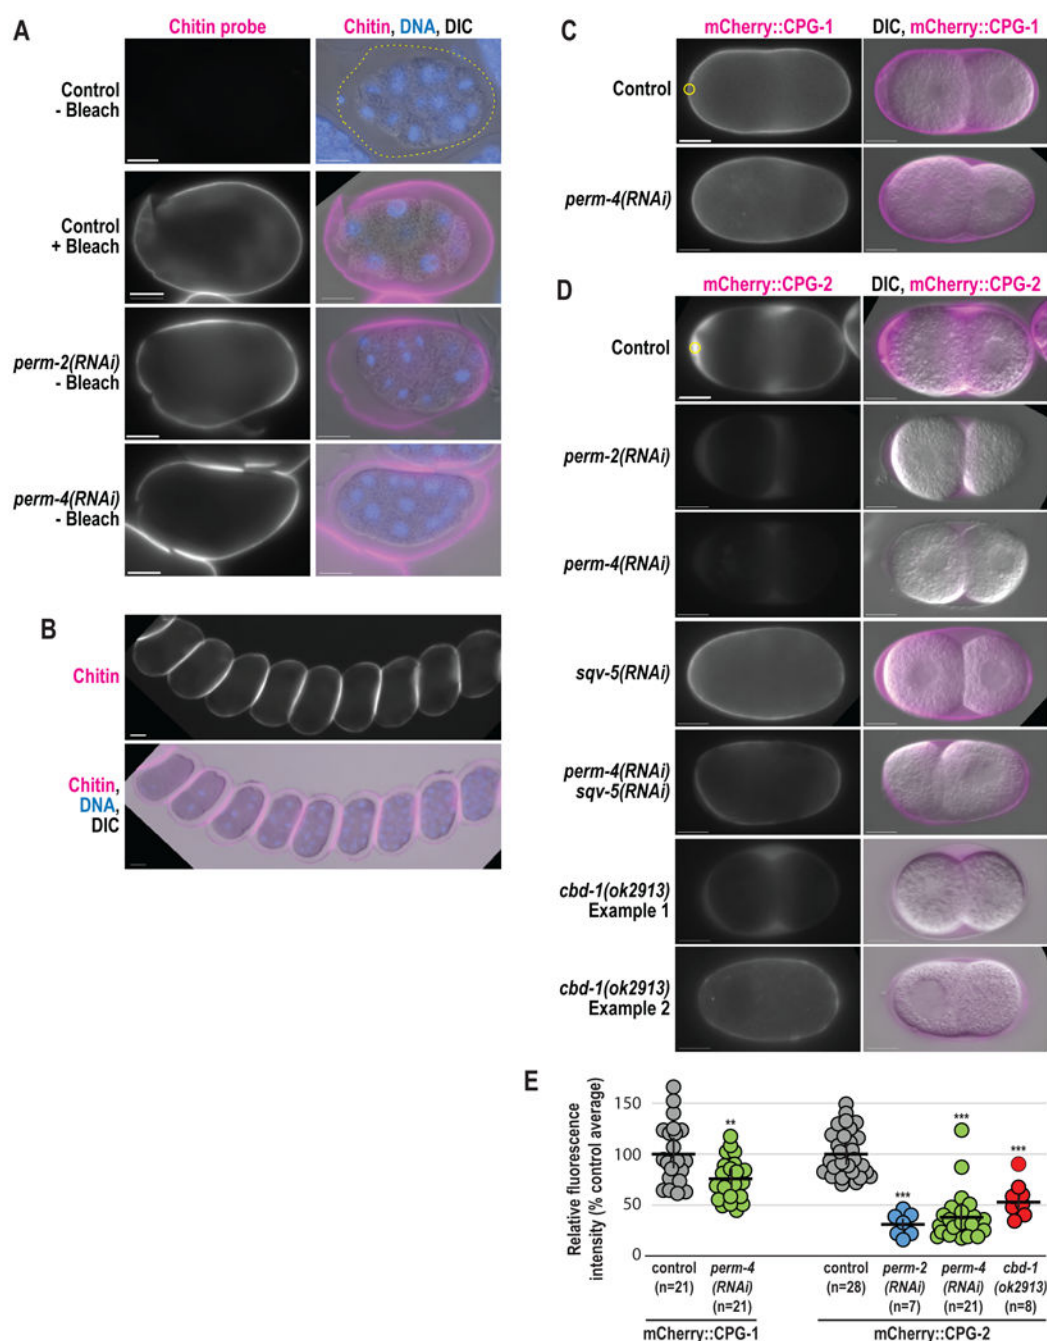 A
Chitin probe
Chitin, DNA, DIC
Control
- Bleach
Control
+ Bleach
perm-2(RNAi)
- Bleach
perm-4(RNAi)
- Bleach
B
Chitin
Chitin,
DNA,
DIC
C
mCherry::CPG-1
DIC, mCherry::CPG-1
Control
perm-4(RNAi)
D
mCherry::CPG-2
DIC, mCherry::CPG-2
Control
perm-2(RNAi)
perm-4(RNAi)
sqv-5(RNAi)
perm-4(RNAi)
sqv-5(RNAi)
cbd-1(ok2913)
Example 1
cbd-1(ok2913)
Example 2
E
Relative fluorescence
intensity (% control average)
150
100
50
0
**
***
***
***
control
(n=21)
perm-4
(RNAi)
(n=21)
control
(n=28)
perm-2
(RNAi)
(n=7)
perm-4
(RNAi)
(n=21)
cbd-1
(ok2913)
(n=8)
mCherry::CPG-1
mCherry::CPG-2